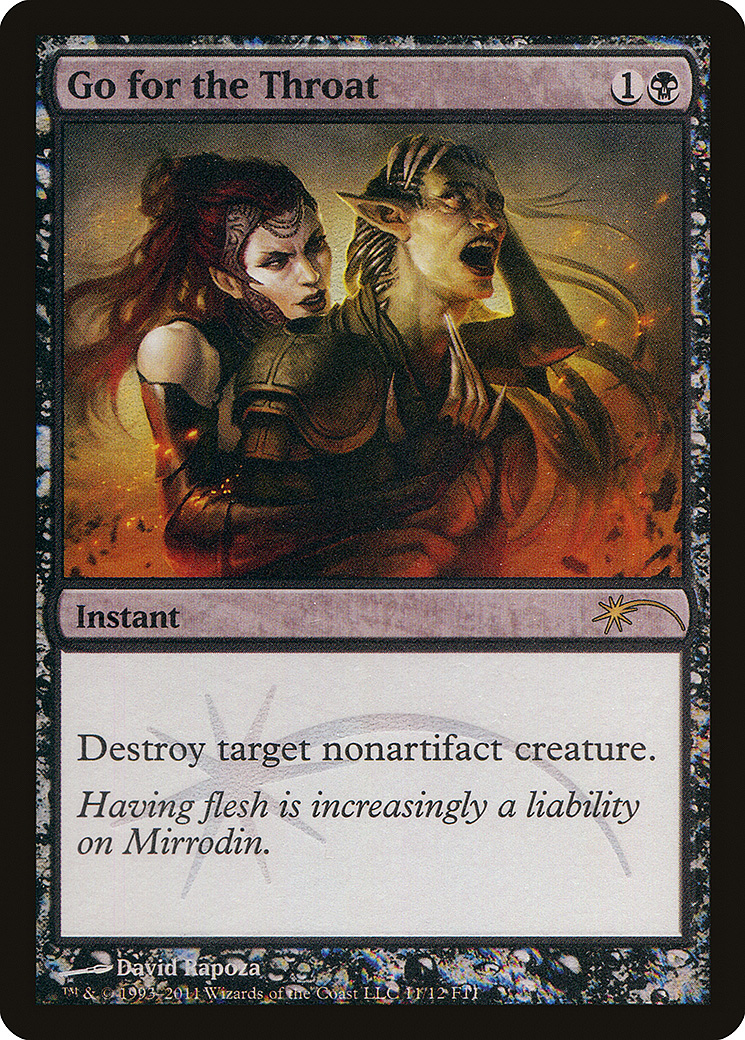 Go for the Throat 1
Instant
Destroy target nonartifact creature.
Having flesh is increasingly a liability
on Mirrodin.
David Rapoza
™ & © 1993–2011 Wizards of the Coast LLC 11/12 F11